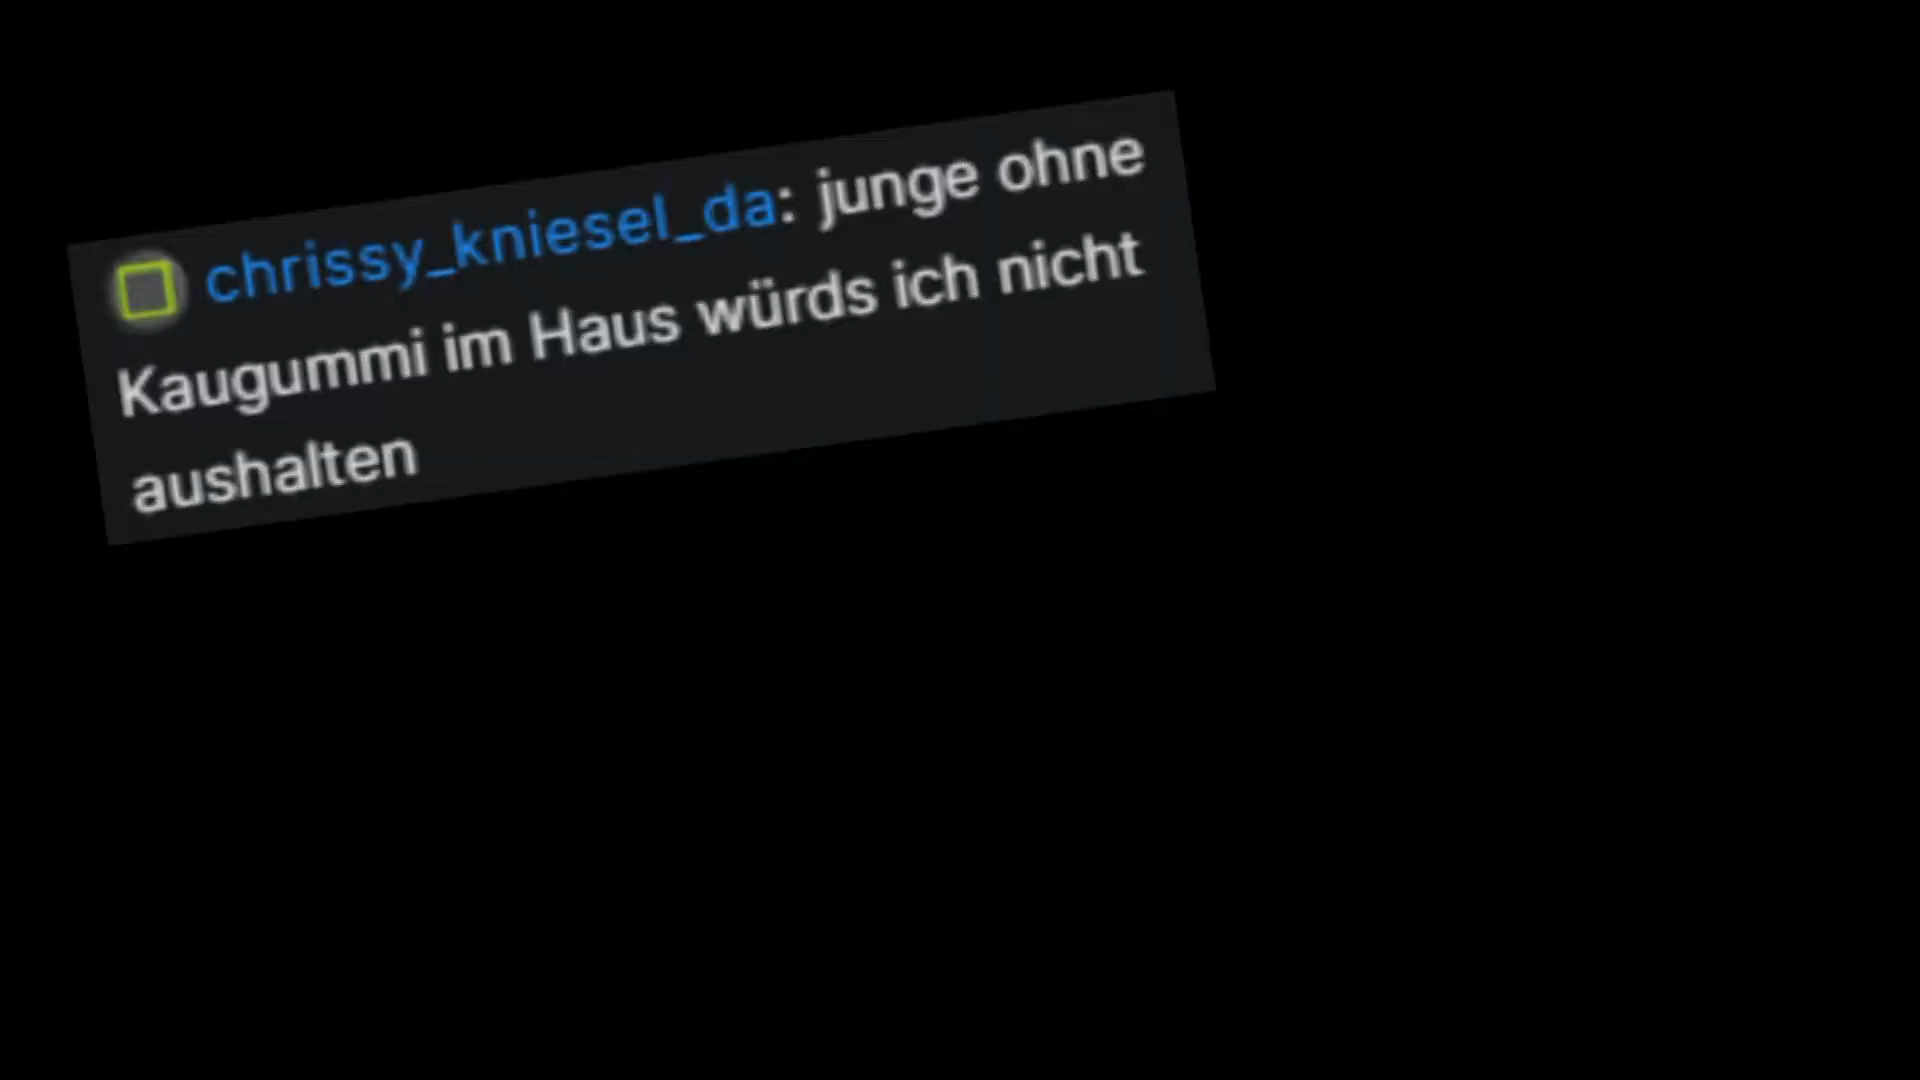 chrissy_kniesel_da: junge ohne
Kaugummi im Haus würds ich nicht
aushalten